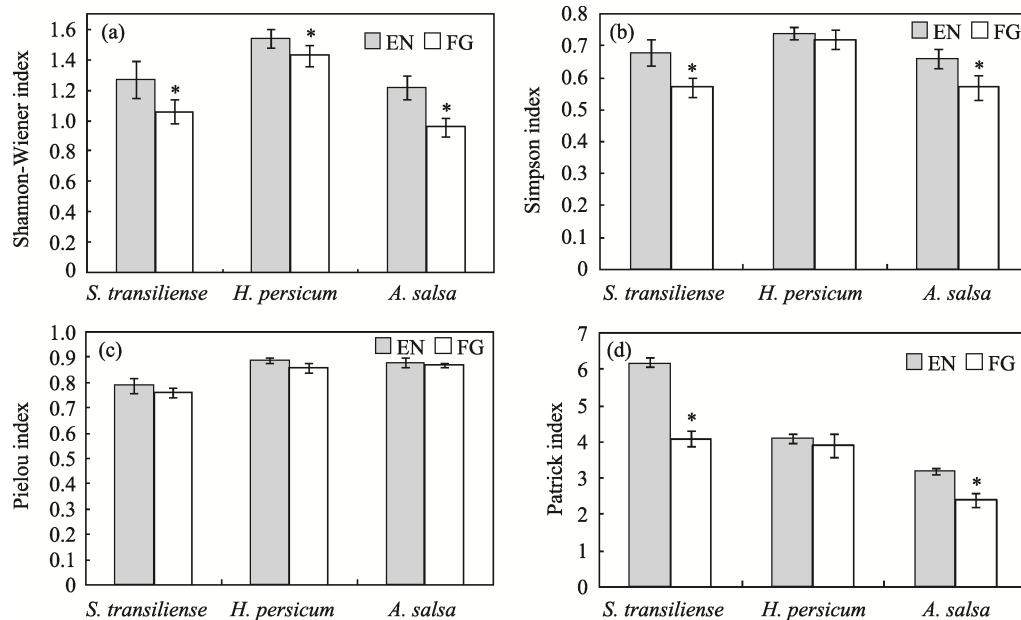 (a)
EN FG
Shannon-Wiener index
1.6
1.4
1.2
1.0
0.8
0.6
0.4
0.2
0
*
*
*
S. transiliense H. persicum A. salsa
(b)
EN FG
Simpson index
0.8
0.7
0.6
0.5
0.4
0.3
0.2
0.1
0
*
*
S. transiliense H. persicum A. salsa
(c)
EN FG
Pielou index
1.0
0.9
0.8
0.7
0.6
0.5
0.4
0.3
0.2
0.1
0
S. transiliense H. persicum A. salsa
(d)
EN FG
Patrick index
7
6
5
4
3
2
1
0
*
*
S. transiliense H. persicum A. salsa